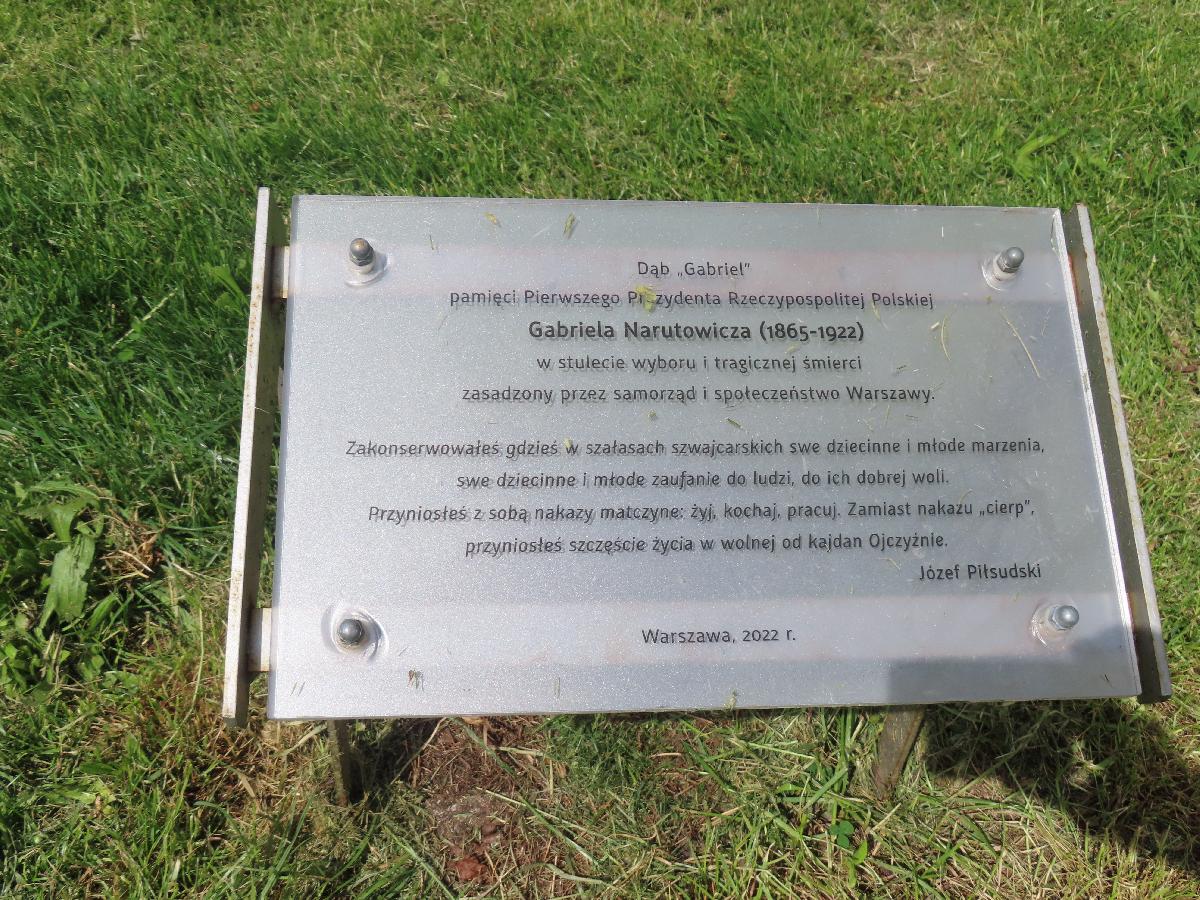 Dąb „Gabriel”
pamięci Pierwszego Prezydenta Rzeczypospolitej Polskiej
Gabriela Narutowicza (1865-1922)
w stulecie wyboru i tragicznej śmierci
zasadzony przez samorząd i społeczeństwo Warszawy.
Zakonserwowałeś gdzieś w szałasach szwajcarskich swe dziecinne i młode marzenia,
swe dziecinne i młode zaufanie do ludzi, do ich dobrej woli.
Przyniosłeś z sobą nakazy matczyne: żyj, kochaj, pracuj. Zamiast nakazu „cierp”,
przyniosłeś szczęście życia w wolnej od kajdan Ojczyźnie.
Józef Piłsudski
Warszawa, 2022 r.